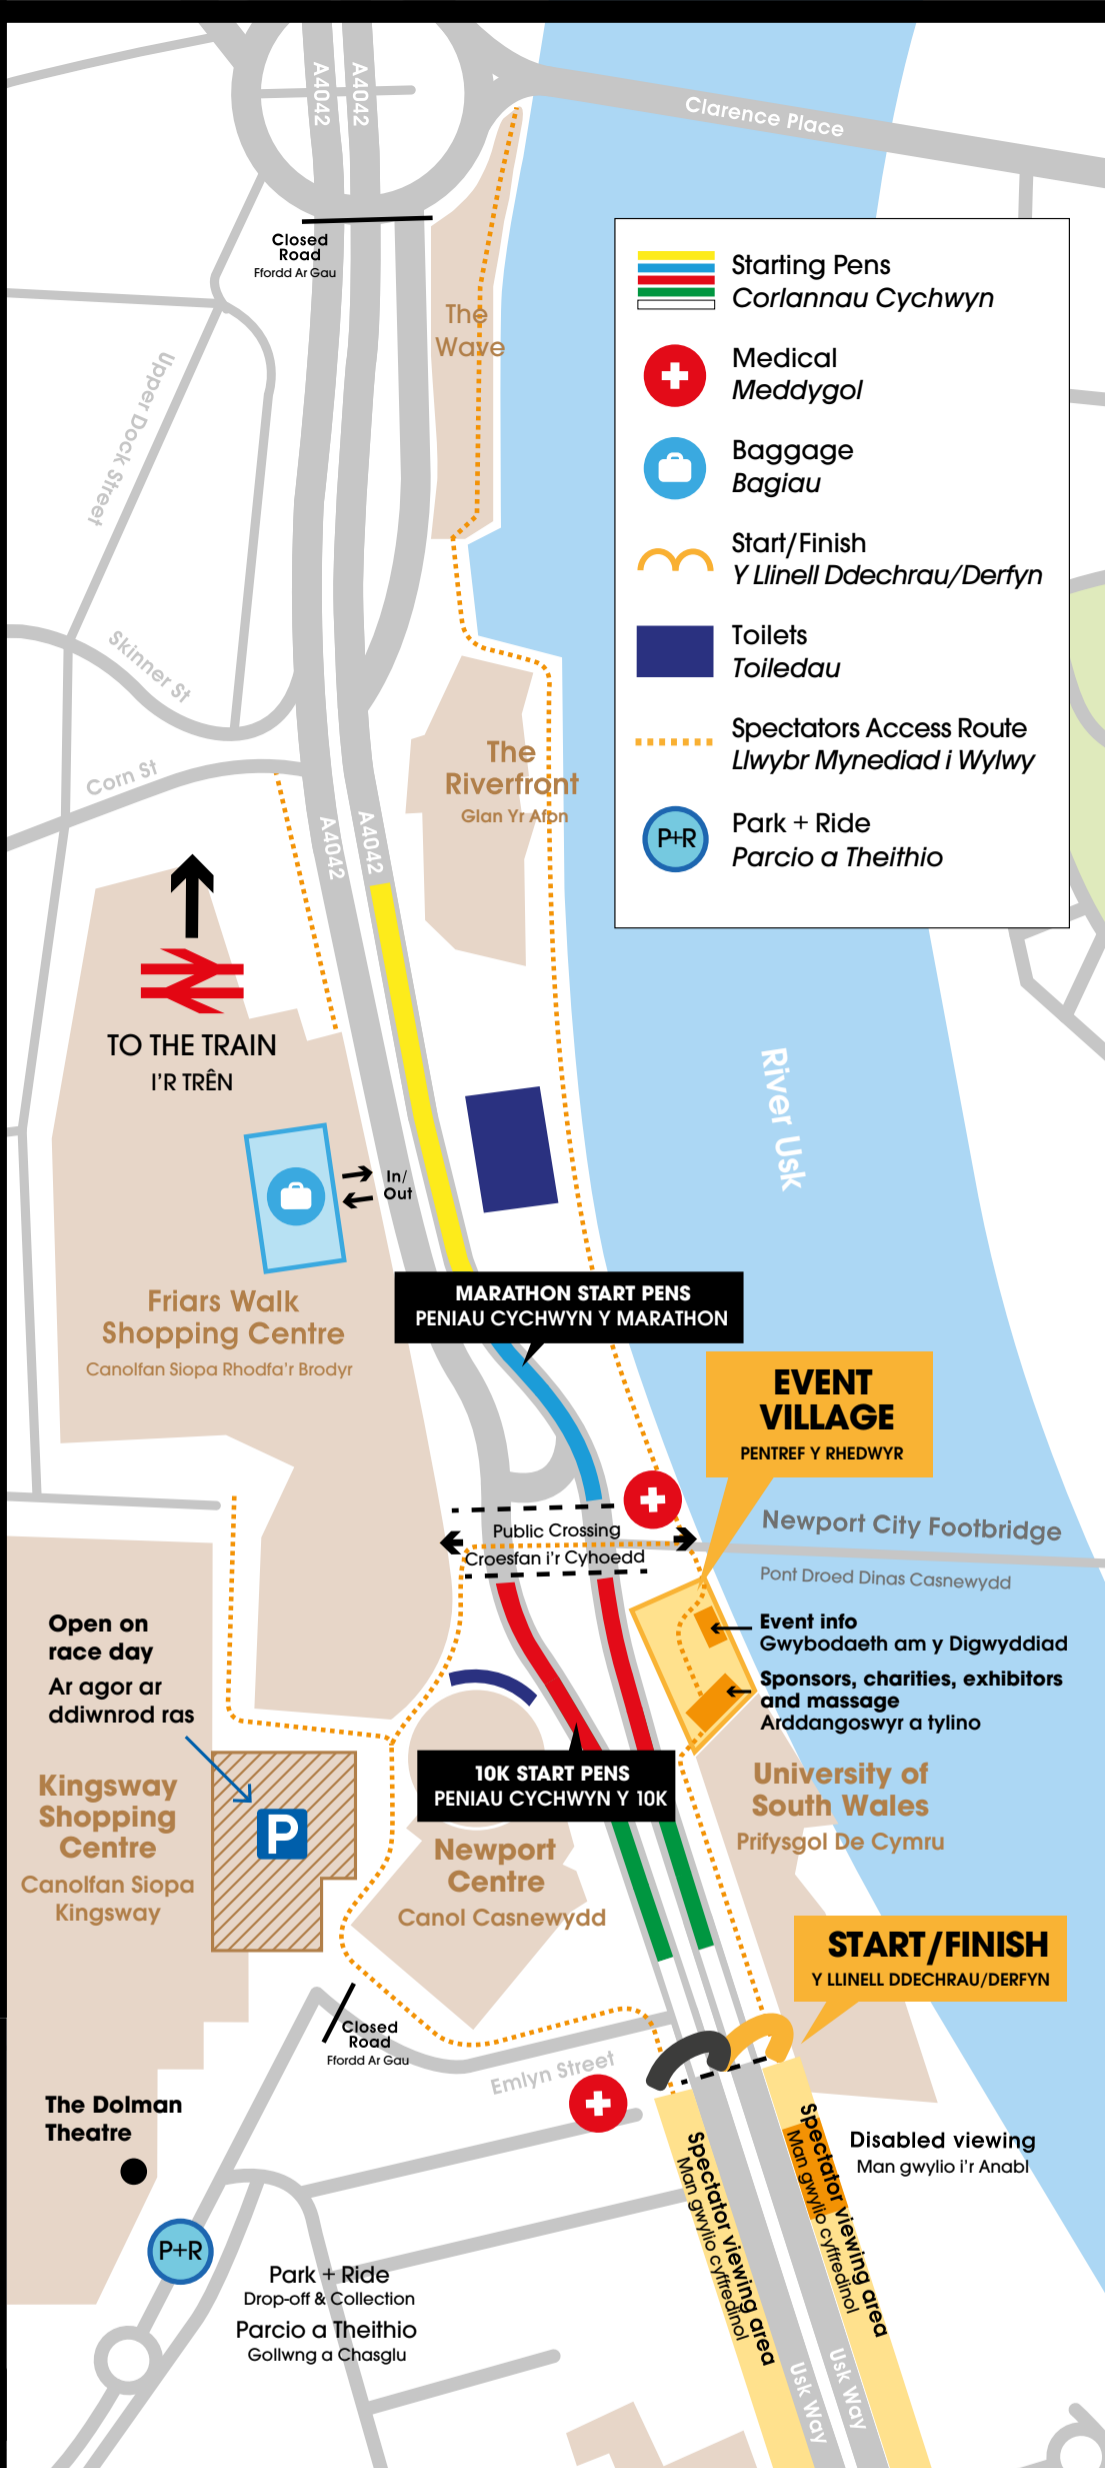 A4042
A4042
Clarence Place
Closed
Road
Ffordd Ar Gau
The
Wave
Starting Pens
Corlannau Cychwyn
Medical
Meddygol
Baggage
Bagiau
Start/Finish
Y Llinell Ddechrau/Derfyn
Toilets
Toiledau
Spectators Access Route
Llwybr Mynediad i Wylwy
P+R
Park + Ride
Parcio a Theithio
Upper Dock Street
Skinner St
Corn St
The
Riverfront
Glan Yr Afon
A4042
A4042
TO THE TRAIN
I'R TRÊN
River Usk
In/
Out
Friars Walk
Shopping Centre
Canolfan Siopa Rhodfa'r Brodyr
MARATHON START PENS
PENIAU CYCHWYN Y MARATHON
EVENT
VILLAGE
PENTREF Y RHEDWYR
Public Crossing
Croesfan i'r Cyhoedd
Newport City Footbridge
Pont Droed Dinas Casnewydd
Event info
Gwybodaeth am y Digwyddiad
Sponsors, charities, exhibitors
and massage
Arddangoswyr a tylino
Open on
race day
Ar agor ar
ddiwnrod ras
Kingsway
Shopping
Centre
Canolfan Siopa
Kingsway
P
10K START PENS
PENIAU CYCHWYN Y 10K
Newport
Centre
Canol Casnewydd
University of
South Wales
Prifysgol De Cymru
START/FINISH
Y LLINELL DDECHRAU/DERFYN
Closed
Road
Ffordd Ar Gau
Emlyn Street
The Dolman
Theatre
Spectator viewing area
Man gwylio cyffredinol
Spectator viewing area
Man gwylio cyffredinol
Disabled viewing
Man gwylio i'r Anabl
P+R
Park + Ride
Drop-off & Collection
Parcio a Theithio
Gollwng a Chasglu
Usk Way
Usk Way